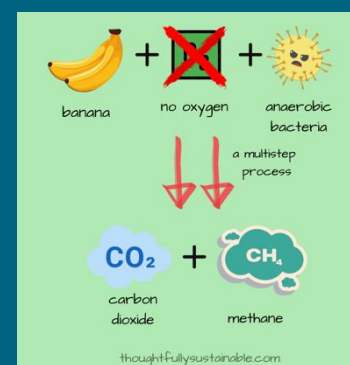 banana
no oxygen
anaerobic
bacteria
a multistep
process
CO₂
CH₄
carbon
dioxide
methane
thoughtfullysustainable.com